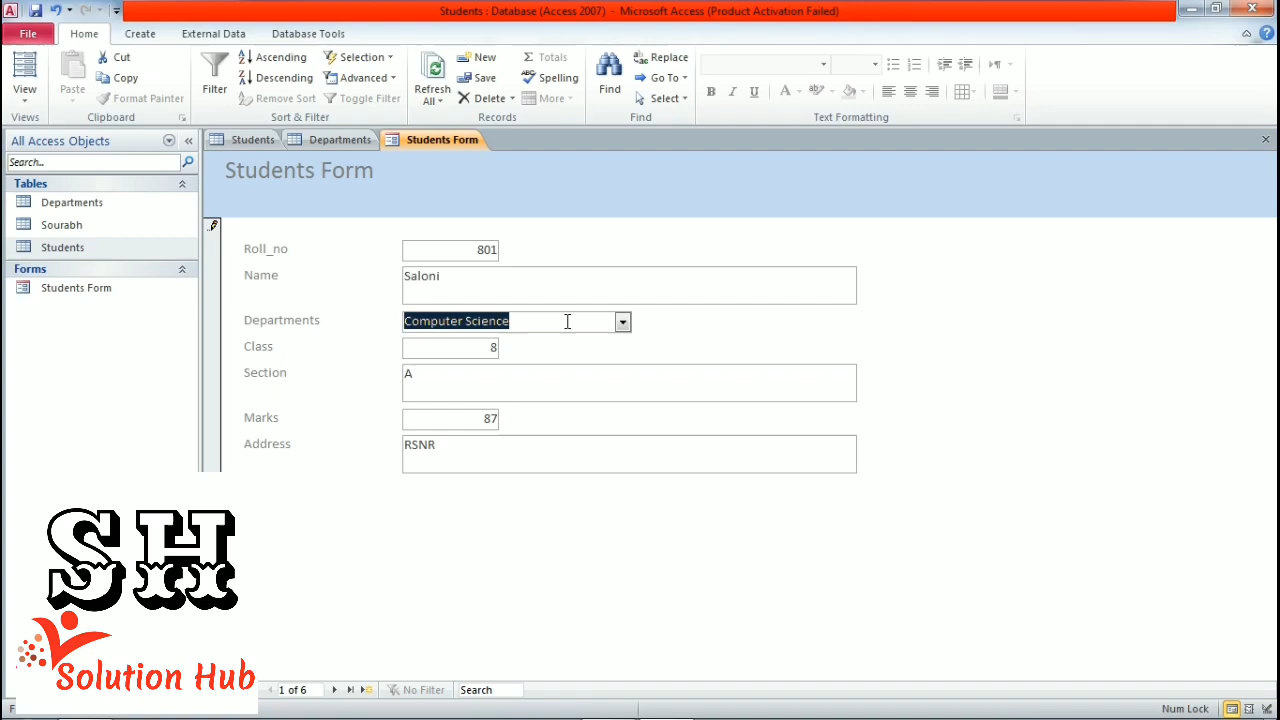 Students : Database (Access 2007) - Microsoft Access (Product Activation Failed)
File Home Create External Data Database Tools
View
Views
Paste
Cut
Copy
Format Painter
Clipboard
Filter
Ascending
Descending
Remove Sort
Selection
Advanced
Toggle Filter
Sort & Filter
Refresh All
New
Save
Delete
Totals
Spelling
More
Records
Find
Replace
Go To
Select
Find
B I U A
Text Formatting
All Access Objects
Search...
Tables
Departments
Sourabh
Students
Forms
Students Form
Students Departments Students Form
Students Form
Roll_no 801
Name Saloni
Departments Computer Science
Class 8
Section A
Marks 87
Address RSNR
SH
Solution Hub
1 of 6 No Filter Search
F Num Lock